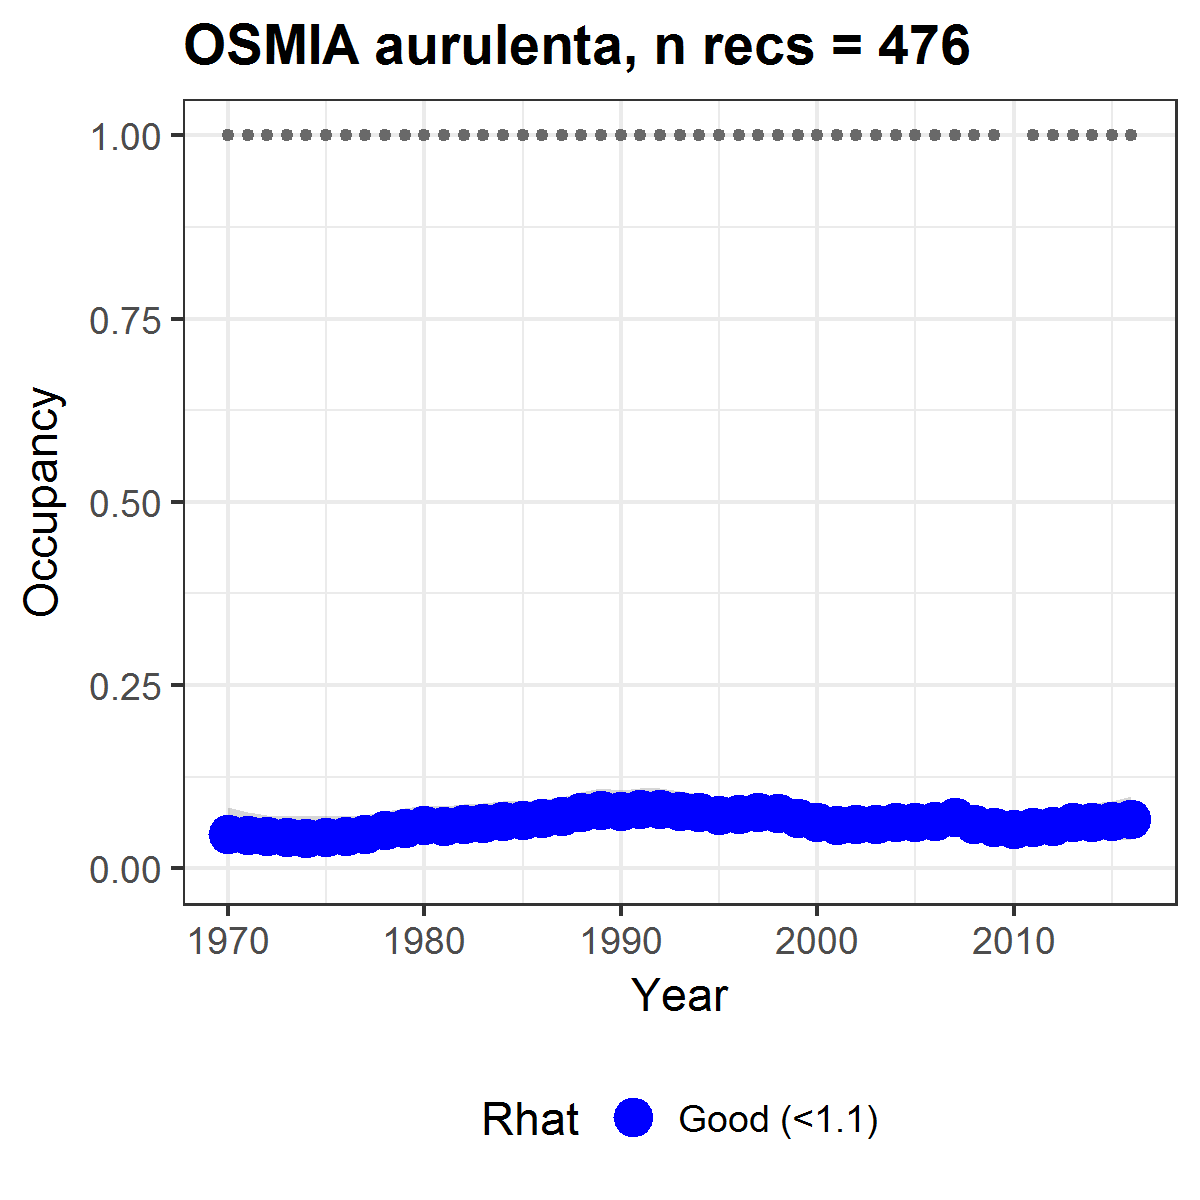 OSMIA aurulenta, n recs = 476
1.00
0.75
0.50
0.25
0.00
Occupancy
1970 1980 1990 2000 2010
Year
Rhat Good (<1.1)